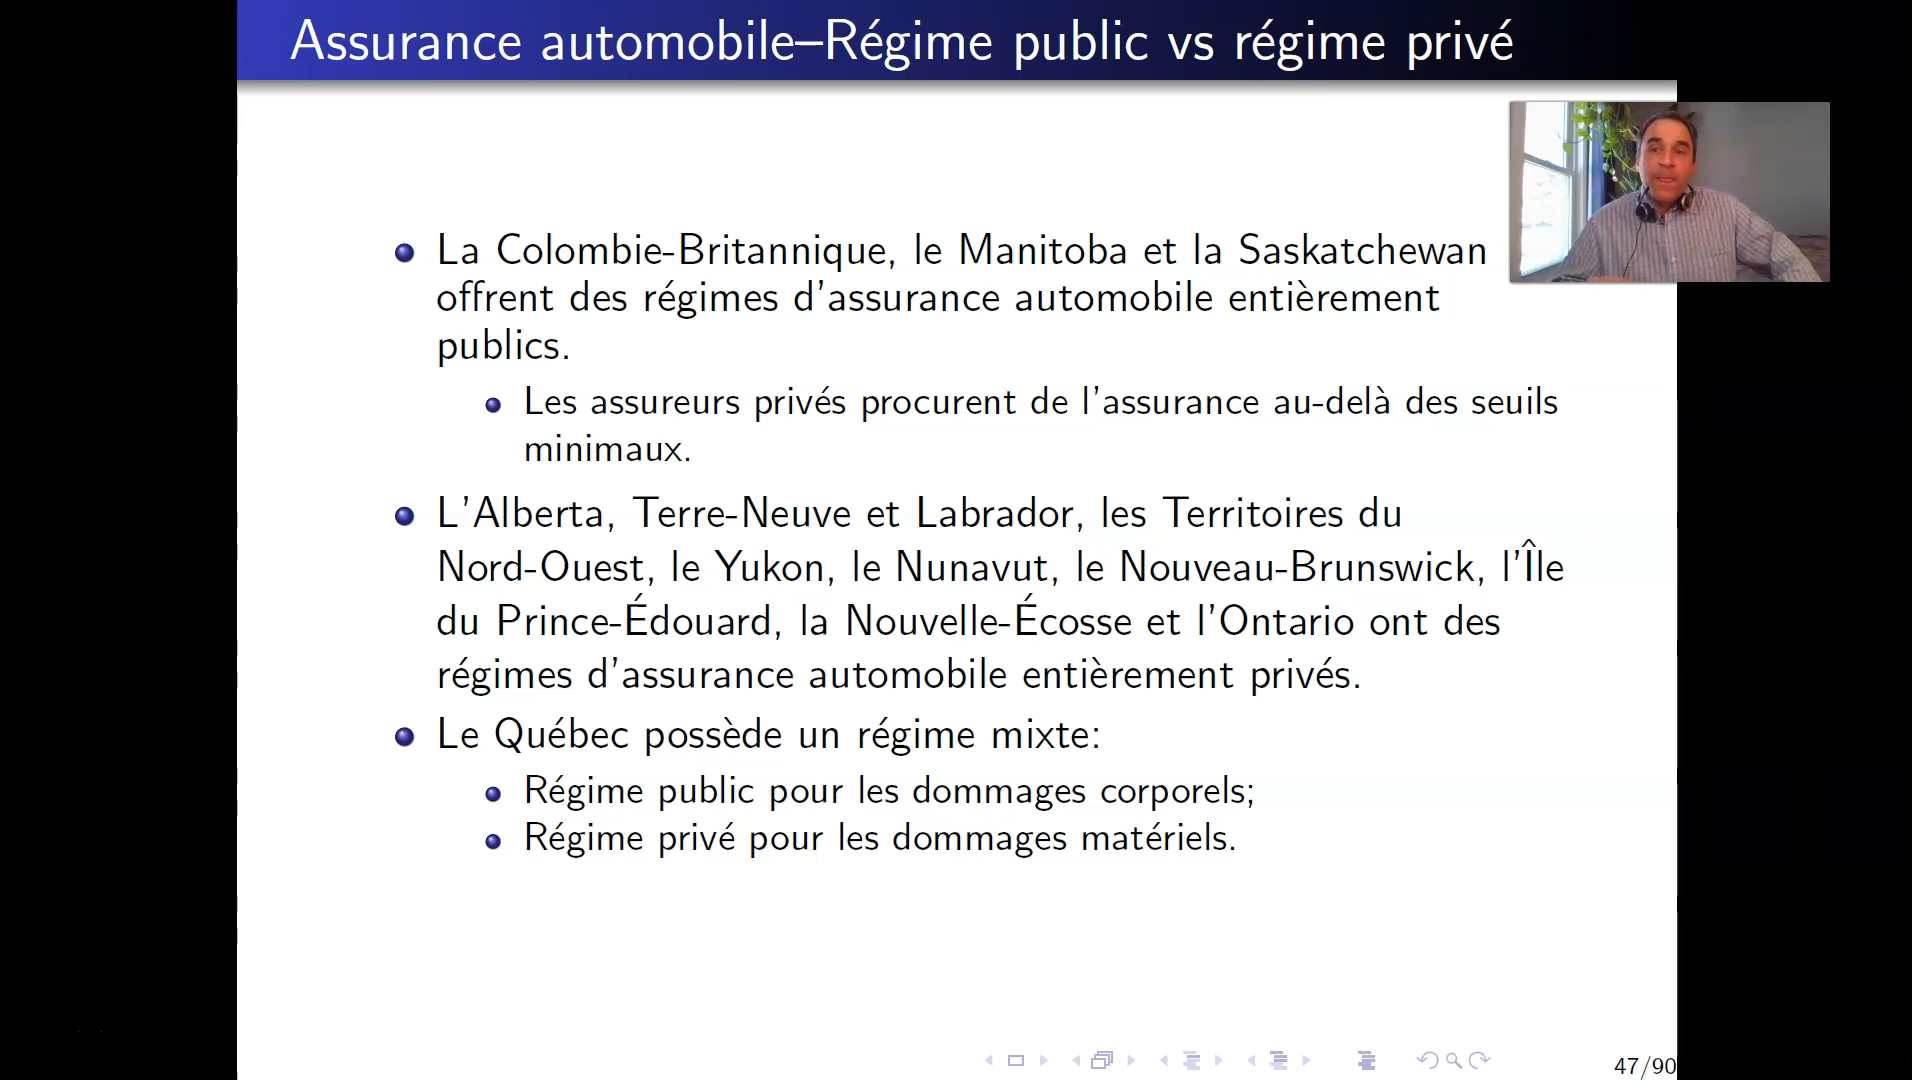 Assurance automobile–Régime public vs régime privé
La Colombie-Britannique, le Manitoba et la Saskatchewan
offrent des régimes d'assurance automobile entièrement
publics.
Les assureurs privés procurent de l'assurance au-delà des seuils
minimaux.
L'Alberta, Terre-Neuve et Labrador, les Territoires du
Nord-Ouest, le Yukon, le Nunavut, le Nouveau-Brunswick, l'Île
du Prince-Édouard, la Nouvelle-Écosse et l'Ontario ont des
régimes d'assurance automobile entièrement privés.
Le Québec possède un régime mixte:
Régime public pour les dommages corporels;
Régime privé pour les dommages matériels.
47/90